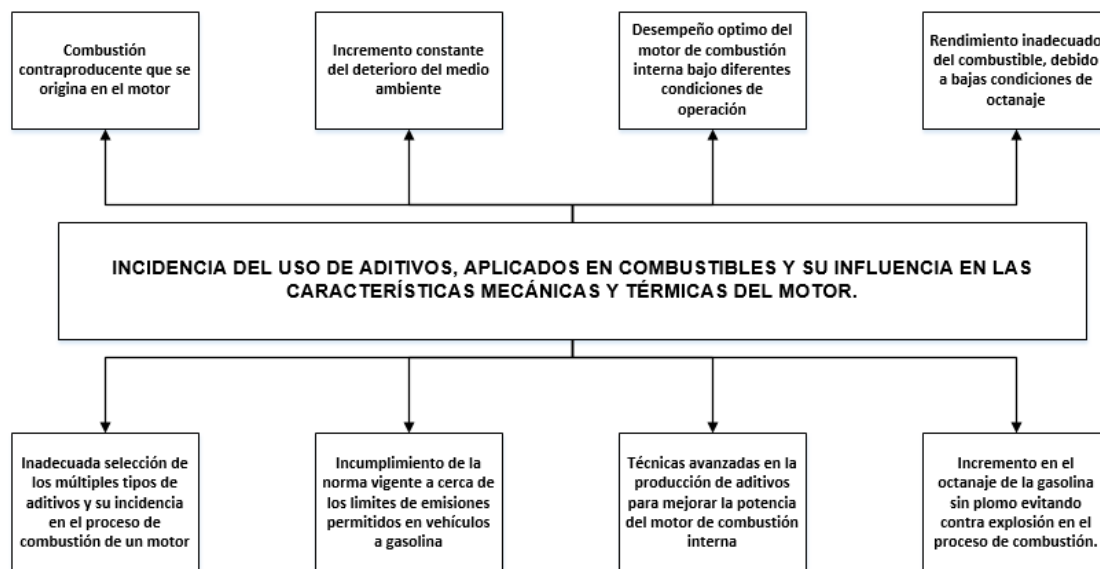 Combustión
contraproducente que se
origina en el motor
Incremento constante
del deterioro del medio
ambiente
Desempeño optimo del
motor de combustión
interna bajo diferentes
condiciones de
operación
Rendimiento inadecuado
del combustible, debido
a bajas condiciones de
octanaje
INCIDENCIA DEL USO DE ADITIVOS, APLICADOS EN COMBUSTIBLES Y SU INFLUENCIA EN LAS
CARACTERÍSTICAS MECÁNICAS Y TÉRMICAS DEL MOTOR.
Inadecuada selección de
los múltiples tipos de
aditivos y su incidencia
en el proceso de
combustión de un motor
Incumplimiento de la
norma vigente a cerca de
los limites de emisiones
permitidos en vehículos
a gasolina
Técnicas avanzadas en la
producción de aditivos
para mejorar la potencia
del motor de combustión
interna
Incremento en el
octanaje de la gasolina
sin plomo evitando
contra explosión en el
proceso de combustión.